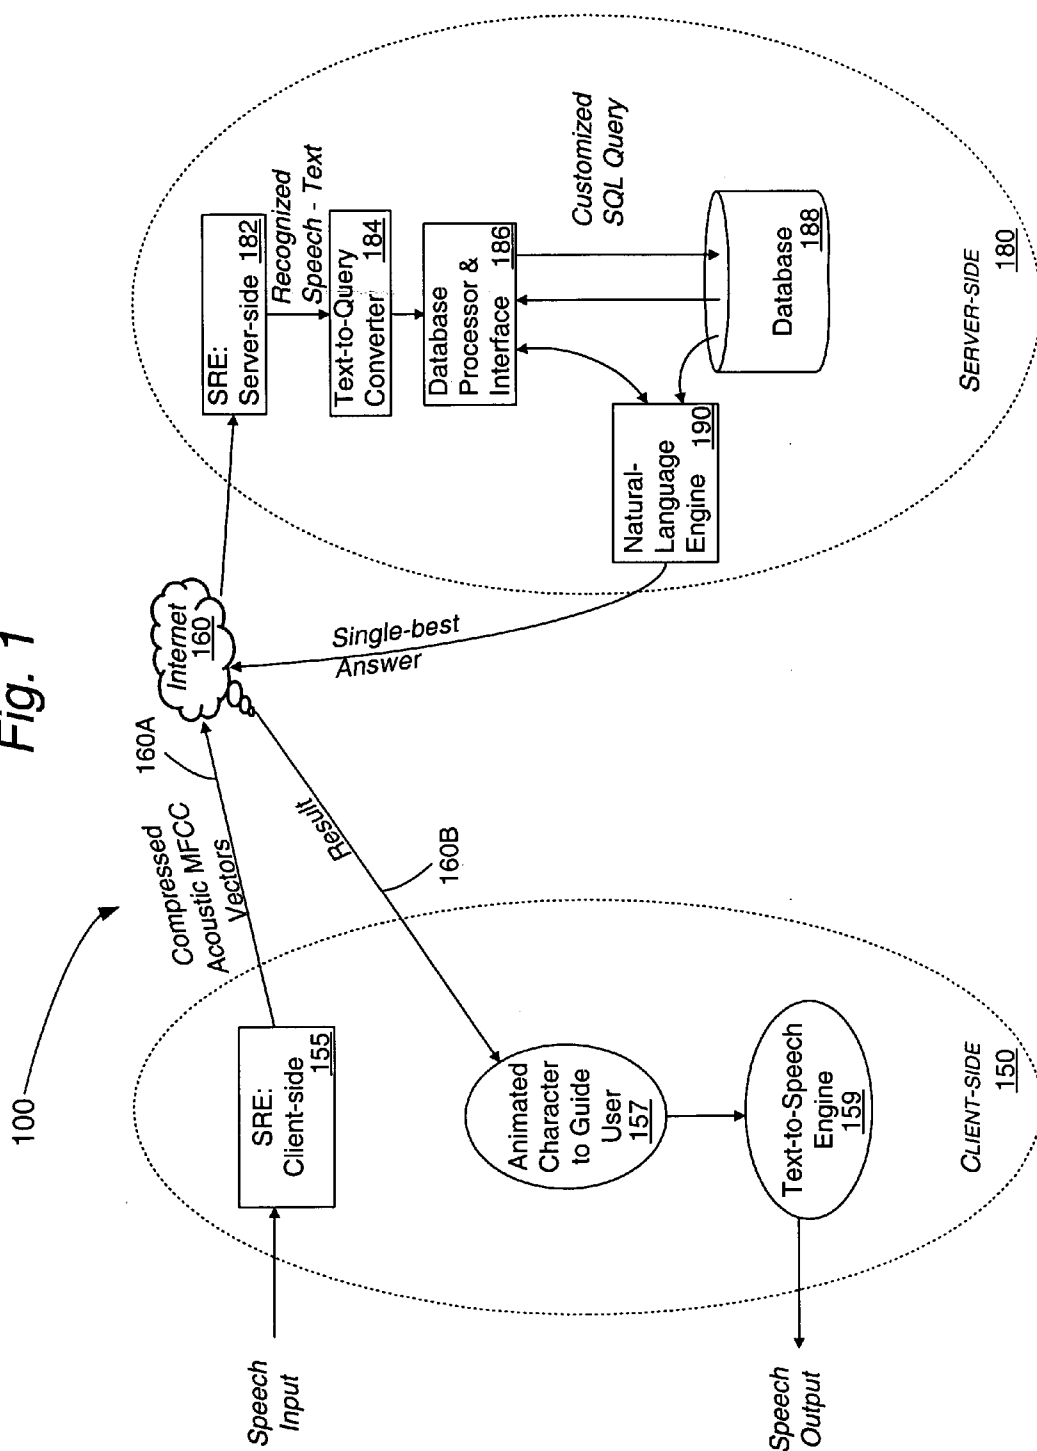 Fig. 1
100
Speech
Input
SRE:
Client-side
155
Compressed
Acoustic MFCC
Vectors
160A
Internet
160
SRE:
Server-side 182
Recognized
Speech - Text
Text-to-Query
Converter 184
Database
Processor &
Interface 186
Customized
SQL Query
Database
188
Natural-
Language
Engine 190
Single-best
Answer
Result
160B
Animated
Character
to Guide
User
157
Text-to-Speech
Engine
159
Speech
Output
CLIENT-SIDE
150
SERVER-SIDE
180